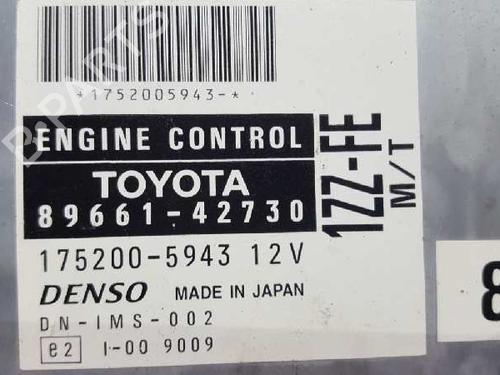 *1752005943-*
ENGINE CONTROL
TOYOTA
89661-42730
1ZZ-FE
M/T
175200-5943 12V
DENSO MADE IN JAPAN
DN-IMS-002
e2 I-00 9009
8
B-PARTS